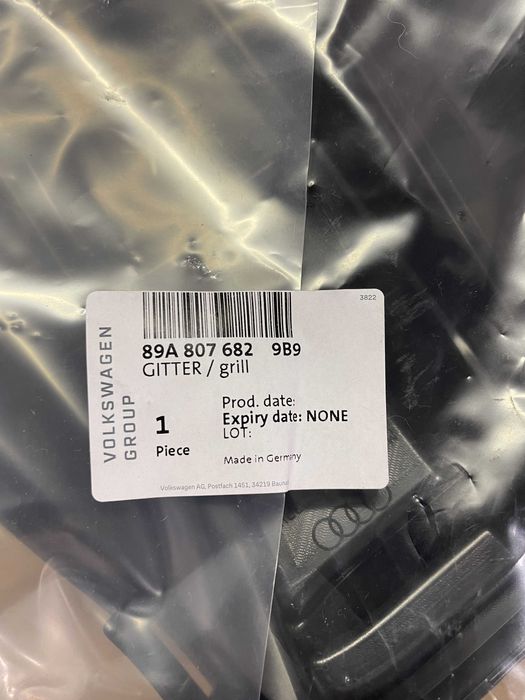 3822
VOLKSWAGEN
GROUP
89A 807 682 9B9
GITTER / grill
1
Piece
Prod. date:
Expiry date: NONE
LOT:
Made in Germany
Volkswagen AG, Postfach 1451, 34219 Baunatal